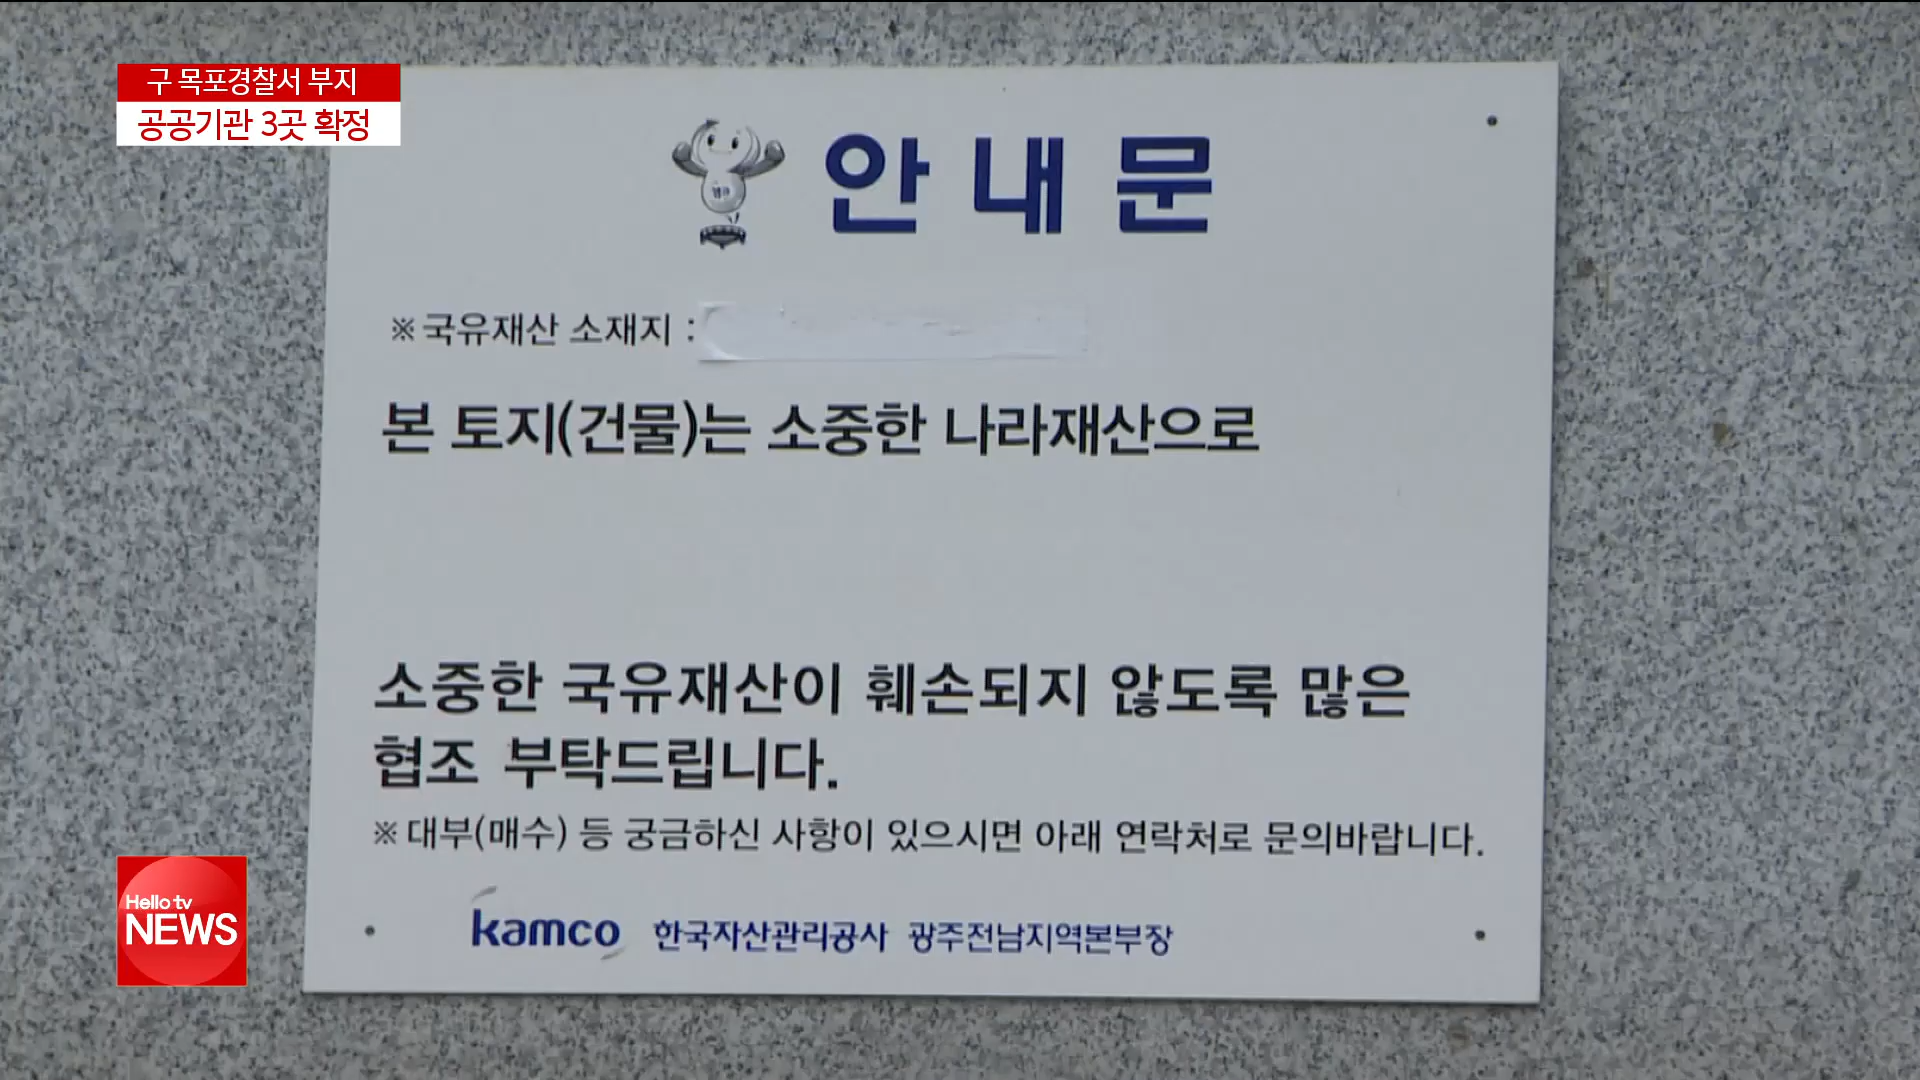 구 목포경찰서 부지
공공기관 3곳 확정
안내문
※국유재산 소재지 :
본 토지(건물)는 소중한 나라재산으로
소중한 국유재산이 훼손되지 않도록 많은
협조 부탁드립니다.
※대부(매수) 등 궁금하신 사항이 있으시면 아래 연락처로 문의바랍니다.
kamco 한국자산관리공사 광주전남지역본부장
Hello tv
NEWS